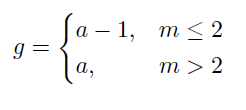 g = { a − 1, m ≤ 2
a, m > 2